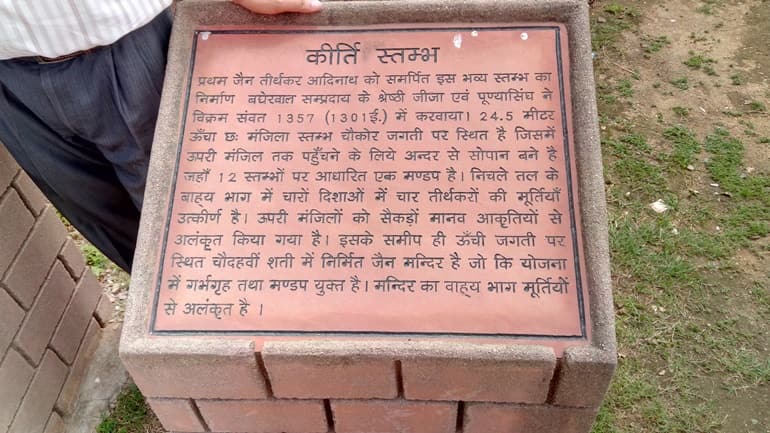 कीर्ति स्तम्भ
प्रथम जैन तीर्थकर आदिनाथ को समर्पित इस भव्य स्तम्भ का
निर्माण बघेरवाल सम्प्रदाय के श्रेष्ठी जीजा एवं पूण्यासिंघ ने
विक्रम संवत 1357 (1301ई.) में करवाया। 24.5 मीटर
ऊँचा छः मंजिला स्तम्भ चौकोर जगती पर स्थित है जिसमें
उपरी मंजिल तक पहुँचने के लिये अन्दर से सोपान बने है
जहाँ 12 स्तम्भों पर आधारित एक मण्डप है। निचले तल के
बाह्य भाग में चारों दिशाओं में चार तीर्थकरों की मूर्तियाँ
उत्कीर्ण है। उपरी मंजिलों को सैकड़ों मानव आकृतियों से
अलंकृत किया गया है। इसके समीप ही ऊँची जगती पर
स्थित चौदहवीं शती में निर्मित जैन मन्दिर है जो कि योजना
में गर्भगृह तथा मण्डप युक्त है। मन्दिर का वाह्य भाग मूर्तियों
से अलंकृत है ।